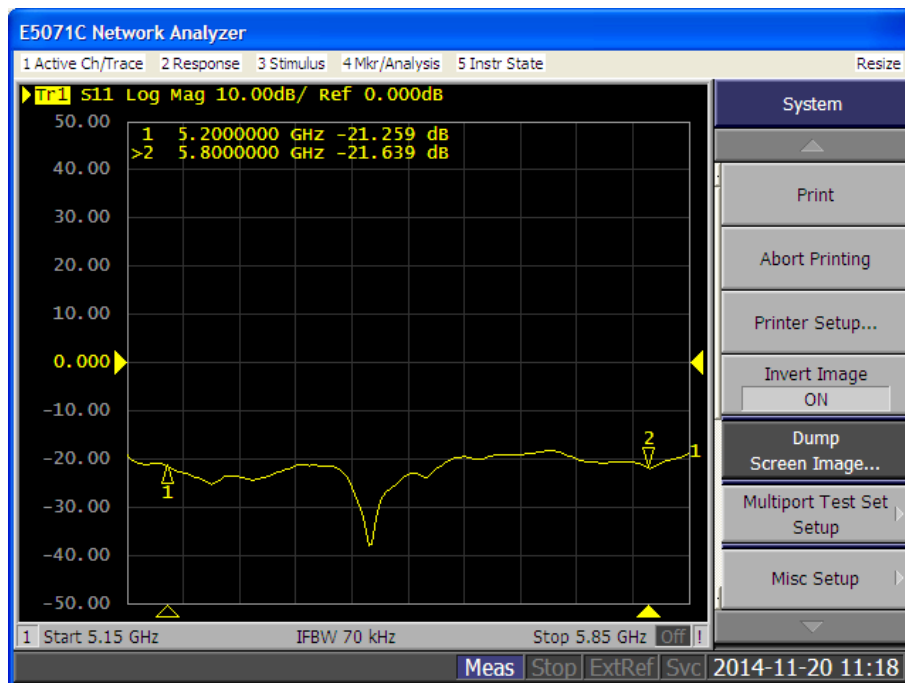 E5071C Network Analyzer
1 Active Ch/Trace 2 Response 3 Stimulus 4 Mkr/Analysis 5 Instr State Resize
Tr1 S11 Log Mag 10.00dB/ Ref 0.000dB
50.00
1 5.2000000 GHz -21.259 dB
>2 5.8000000 GHz -21.639 dB
40.00
30.00
20.00
10.00
0.000
-10.00
-20.00
-30.00
-40.00
-50.00
1
2
1
1 Start 5.15 GHz IFBW 70 kHz Stop 5.85 GHz Off !
System
Print
Abort Printing
Printer Setup...
Invert Image
ON
Dump
Screen Image...
Multiport Test Set
Setup
Misc Setup
Meas Stop ExtRef Svc 2014-11-20 11:18